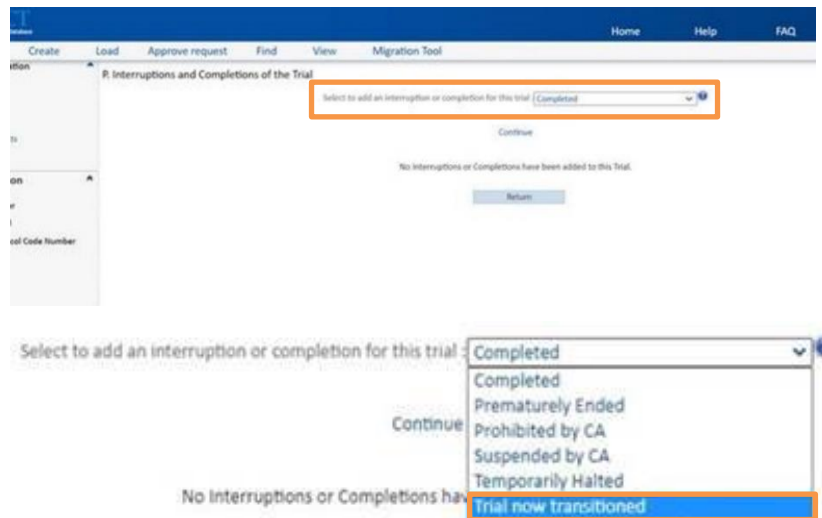 CT
Database
Home Help FAQ
Create Load Approve request Find View Migration Tool
P. Interruptions and Completions of the Trial
Select to add an interruption or completion for this trial Completed
Continue
No Interruptions or Completions have been added to this Trial.
Return
ool Code Number
Select to add an interruption or completion for this trial : Completed
Completed
Prematurely Ended
Continue
Prohibited by CA
Suspended by CA
Temporarily Halted
No Interruptions or Completions hav
Trial now transitioned